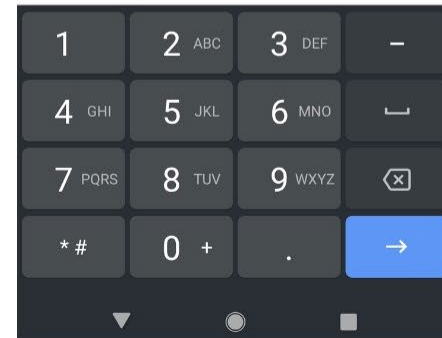 1 2 ABC 3 DEF -
4 GHI 5 JKL 6 MNO
7 PQRS 8 TUV 9 WXYZ
* # 0 + .